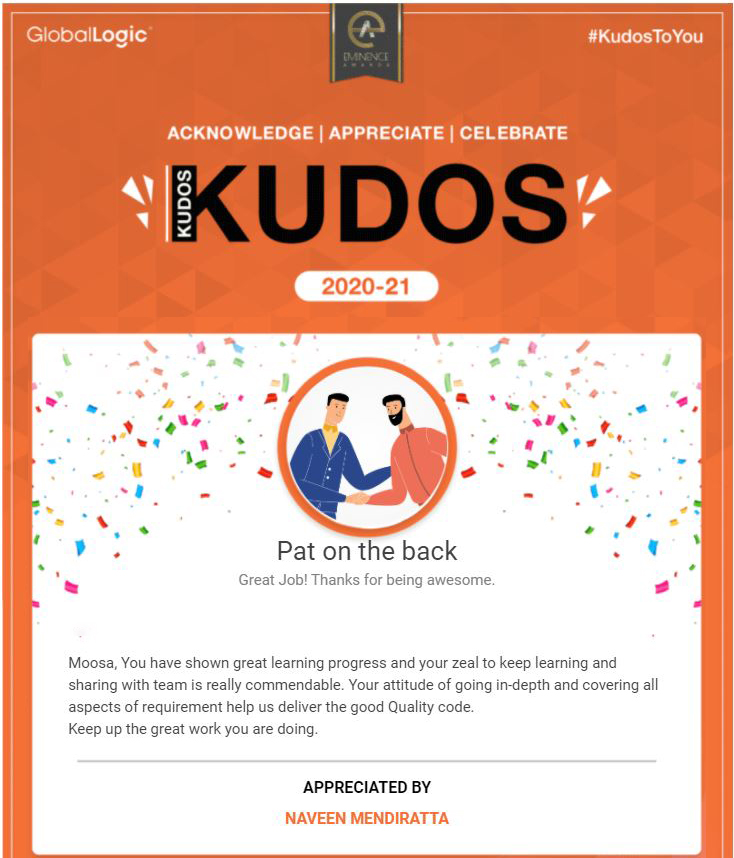 GlobalLogic
EMINENCE
AWARDS
#KudosToYou
ACKNOWLEDGE | APPRECIATE | CELEBRATE
KUDOS
KUDOS
2020-21
Pat on the back
Great Job! Thanks for being awesome.
Moosa, You have shown great learning progress and your zeal to keep learning and
sharing with team is really commendable. Your attitude of going in-depth and covering all
aspects of requirement help us deliver the good Quality code.
Keep up the great work you are doing.
APPRECIATED BY
NAVEEN MENDIRATTA